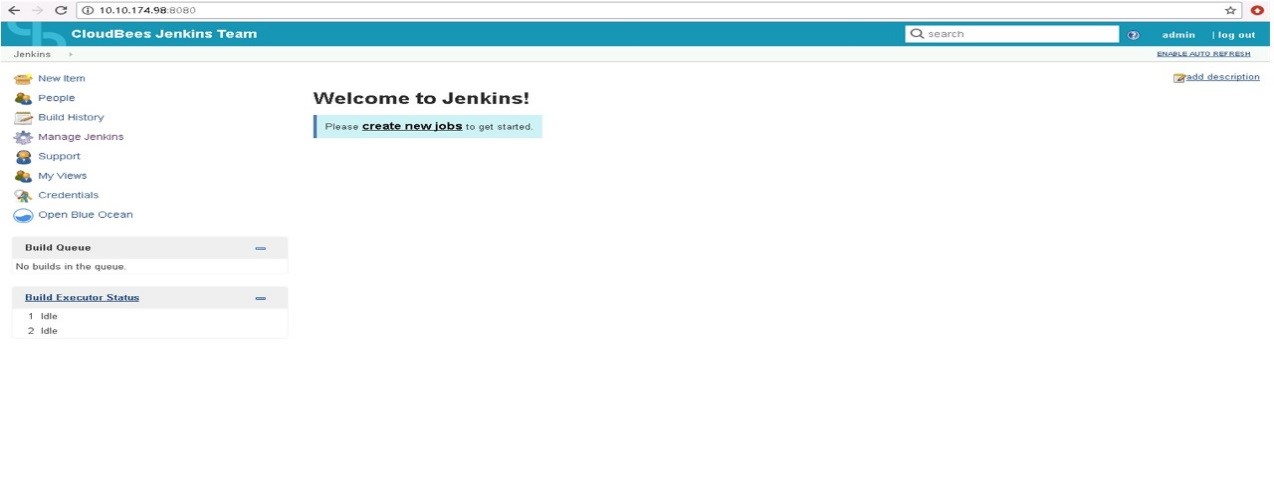 10.10.174.98:8080
CloudBees Jenkins Team
search
admin | log out
Jenkins
ENABLE AUTO REFRESH
New Item
People
Build History
Manage Jenkins
Support
My Views
Credentials
Open Blue Ocean
add description
Welcome to Jenkins!
Please create new jobs to get started.
Build Queue
No builds in the queue.
Build Executor Status
1 Idle
2 Idle